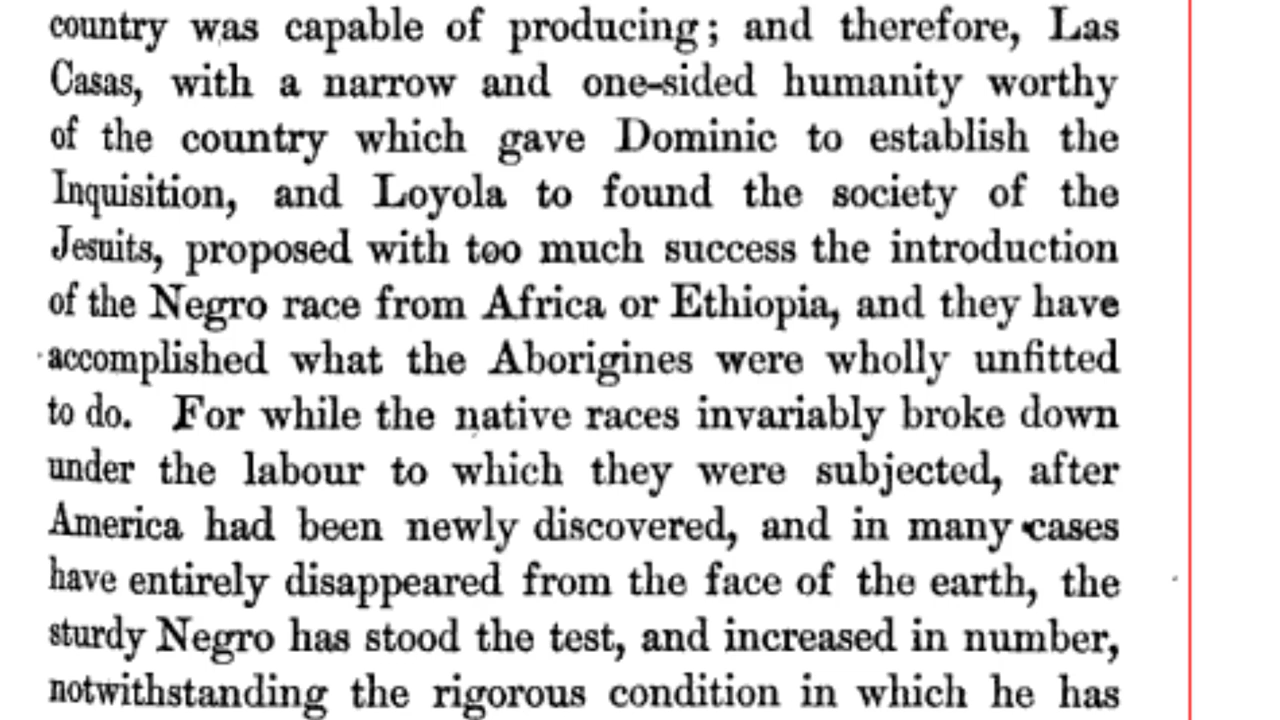 country was capable of producing; and therefore, Las
Casas, with a narrow and one-sided humanity worthy
of the country which gave Dominic to establish the
Inquisition, and Loyola to found the society of the
Jesuits, proposed with too much success the introduction
of the Negro race from Africa or Ethiopia, and they have
accomplished what the Aborigines were wholly unfitted
to do. For while the native races invariably broke down
under the labour to which they were subjected, after
America had been newly discovered, and in many cases
have entirely disappeared from the face of the earth, the
sturdy Negro has stood the test, and increased in number,
notwithstanding the rigorous condition in which he has